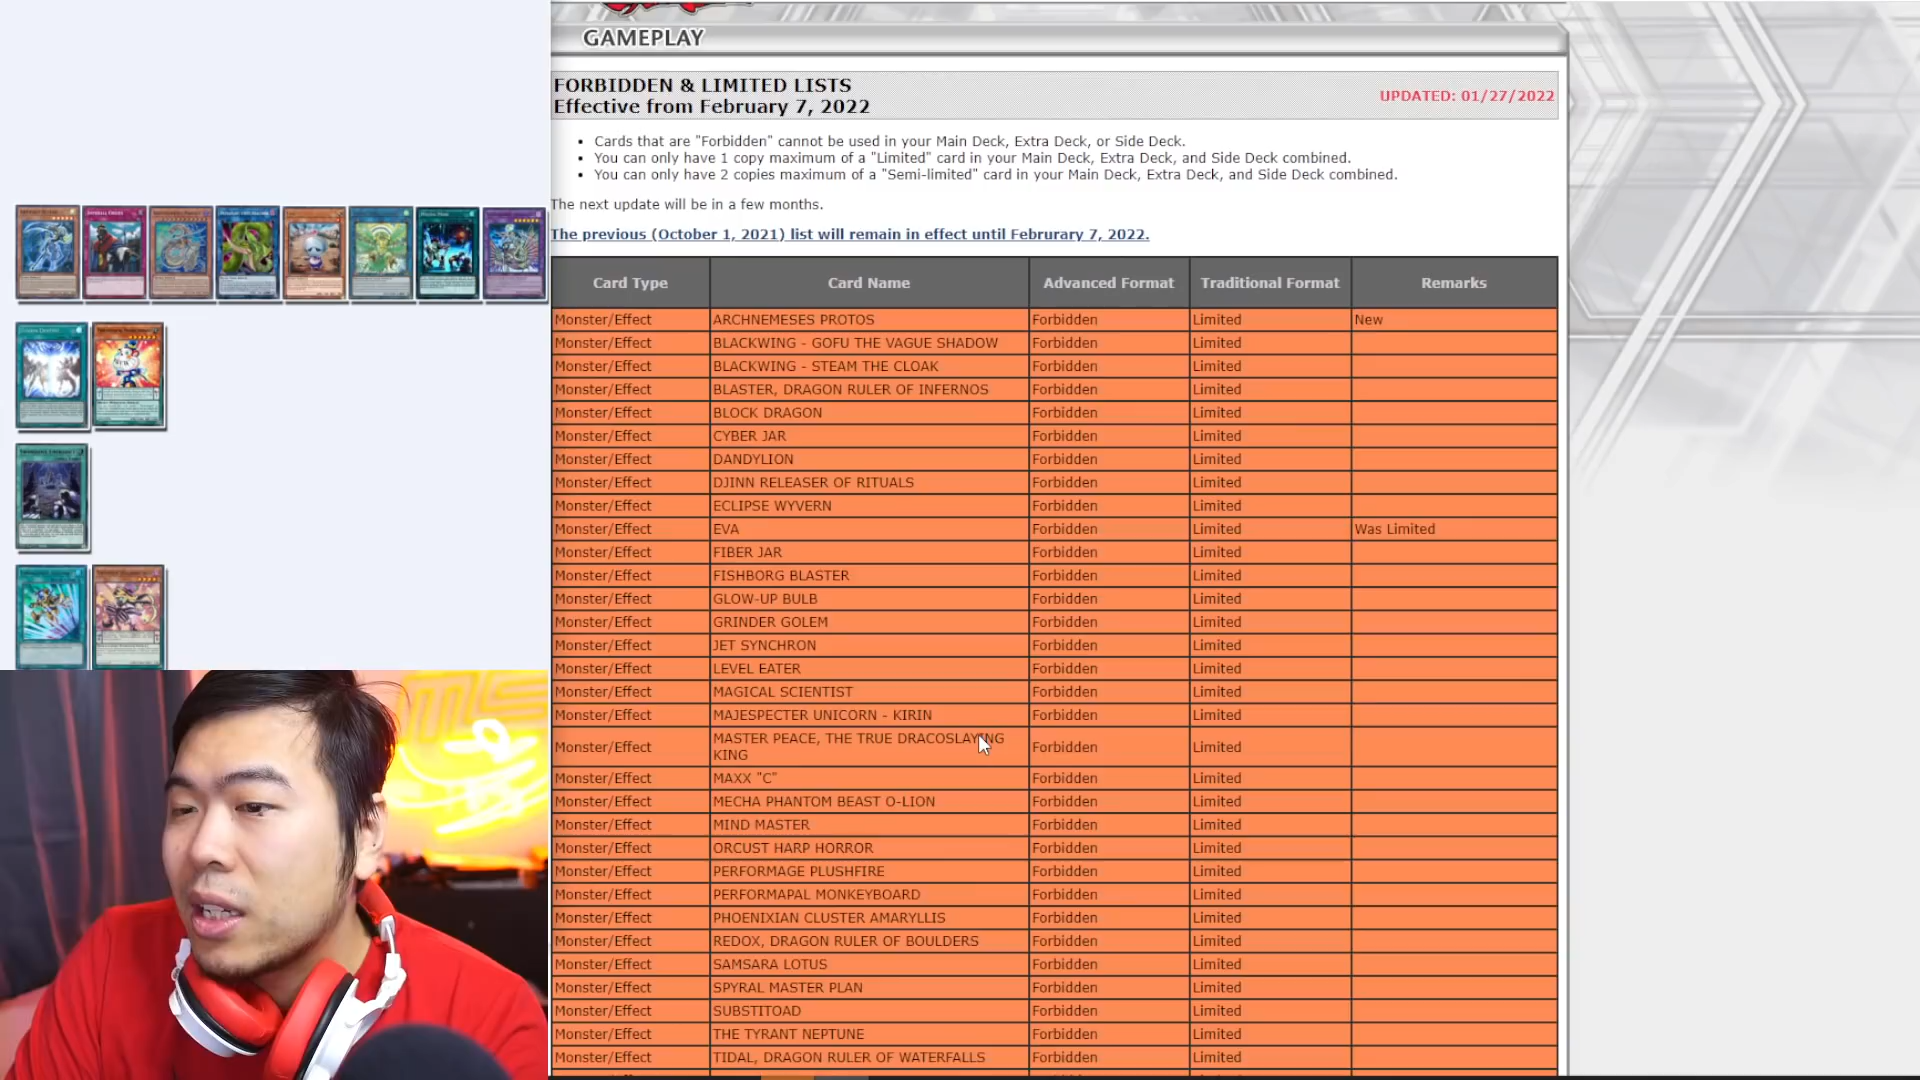 GAMEPLAY
FORBIDDEN & LIMITED LISTS
Effective from February 7, 2022
UPDATED: 01/27/2022
• Cards that are "Forbidden" cannot be used in your Main Deck, Extra Deck, or Side Deck.
• You can only have 1 copy maximum of a "Limited" card in your Main Deck, Extra Deck, and Side Deck combined.
• You can only have 2 copies maximum of a "Semi-limited" card in your Main Deck, Extra Deck, and Side Deck combined.
The next update will be in a few months.
The previous (October 1, 2021) list will remain in effect until Februrary 7, 2022.
Card Type Card Name Advanced Format Traditional Format Remarks
Monster/Effect ARCHNEMESES PROTOS Forbidden Limited New
Monster/Effect BLACKWING - GOFU THE VAGUE SHADOW Forbidden Limited
Monster/Effect BLACKWING - STEAM THE CLOAK Forbidden Limited
Monster/Effect BLASTER, DRAGON RULER OF INFERNOS Forbidden Limited
Monster/Effect BLOCK DRAGON Forbidden Limited
Monster/Effect CYBER JAR Forbidden Limited
Monster/Effect DANDYLION Forbidden Limited
Monster/Effect DJINN RELEASER OF RITUALS Forbidden Limited
Monster/Effect ECLIPSE WYVERN Forbidden Limited
Monster/Effect EVA Forbidden Limited Was Limited
Monster/Effect FIBER JAR Forbidden Limited
Monster/Effect FISHBORG BLASTER Forbidden Limited
Monster/Effect GLOW-UP BULB Forbidden Limited
Monster/Effect GRINDER GOLEM Forbidden Limited
Monster/Effect JET SYNCHRON Forbidden Limited
Monster/Effect LEVEL EATER Forbidden Limited
Monster/Effect MAGICAL SCIENTIST Forbidden Limited
Monster/Effect MAJESPECTER UNICORN - KIRIN Forbidden Limited
Monster/Effect MASTER PEACE, THE TRUE DRACOSLAYING KING Forbidden Limited
Monster/Effect MAXX "C" Forbidden Limited
Monster/Effect MECHA PHANTOM BEAST O-LION Forbidden Limited
Monster/Effect MIND MASTER Forbidden Limited
Monster/Effect ORCUST HARP HORROR Forbidden Limited
Monster/Effect PERFORMAGE PLUSHFIRE Forbidden Limited
Monster/Effect PERFORMAPAL MONKEYBOARD Forbidden Limited
Monster/Effect PHOENIXIAN CLUSTER AMARYLLIS Forbidden Limited
Monster/Effect REDOX, DRAGON RULER OF BOULDERS Forbidden Limited
Monster/Effect SAMSARA LOTUS Forbidden Limited
Monster/Effect SPYRAL MASTER PLAN Forbidden Limited
Monster/Effect SUBSTITOAD Forbidden Limited
Monster/Effect THE TYRANT NEPTUNE Forbidden Limited
Monster/Effect TIDAL, DRAGON RULER OF WATERFALLS Forbidden Limited